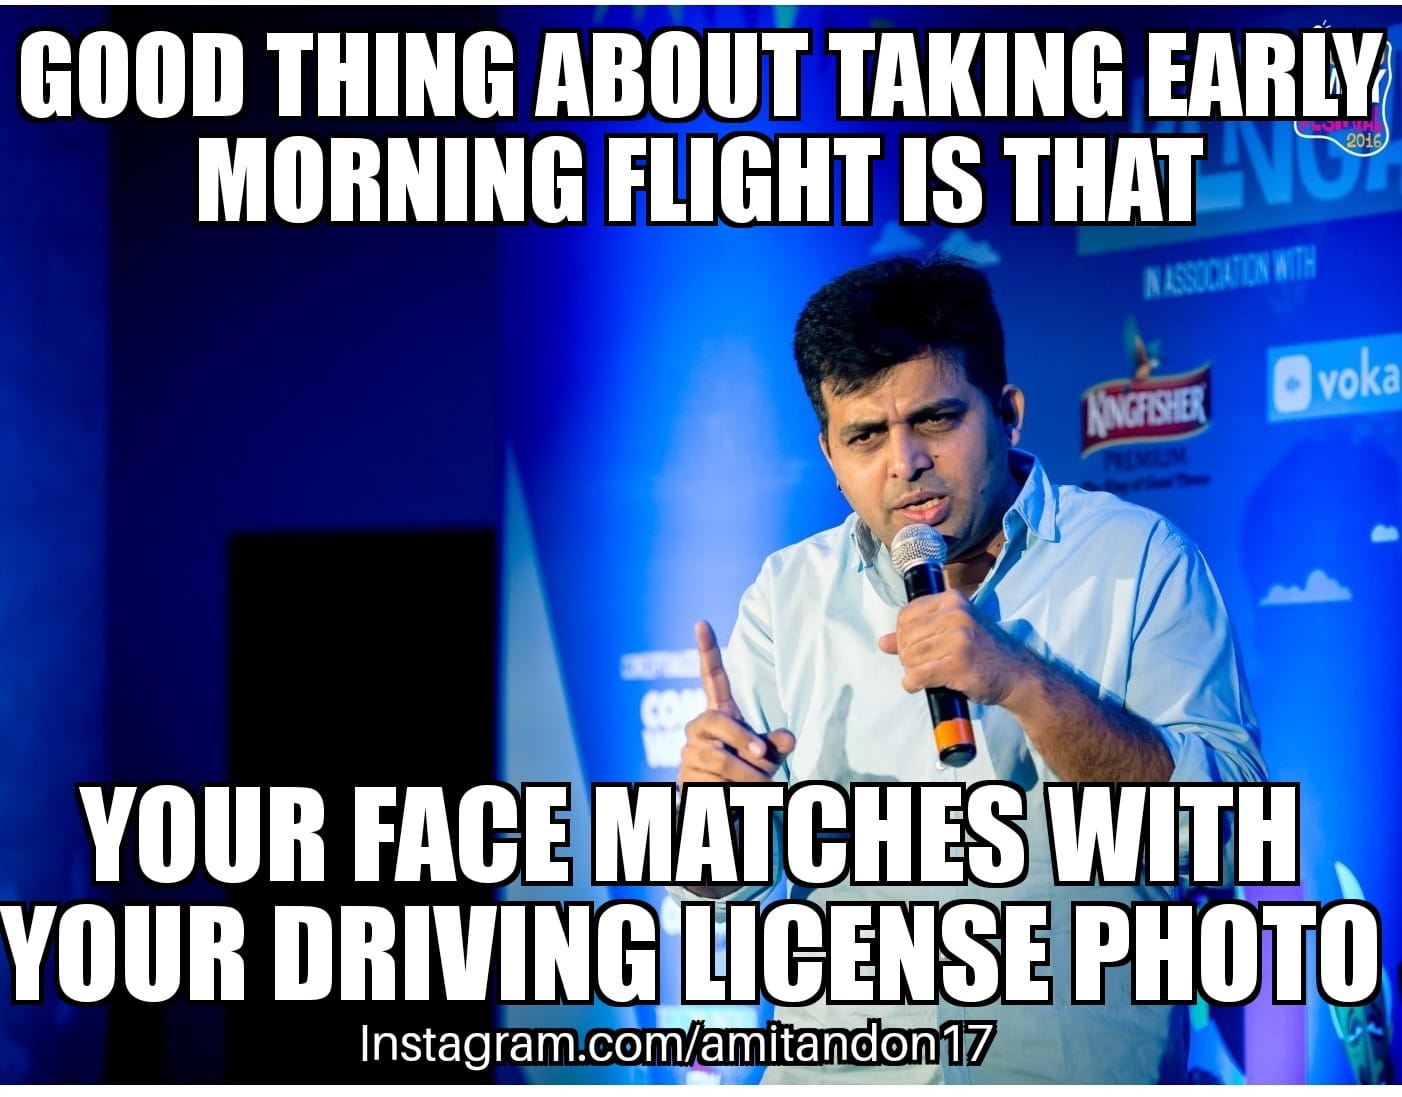 GOOD THING ABOUT TAKING EARLY
MORNING FLIGHT IS THAT
2016
IN ASSOCIATION WITH
KINGFISHER
PREMIUM
YOUR FACE MATCHES WITH
YOUR DRIVING LICENSE PHOTO
Instagram.com/amitandon17